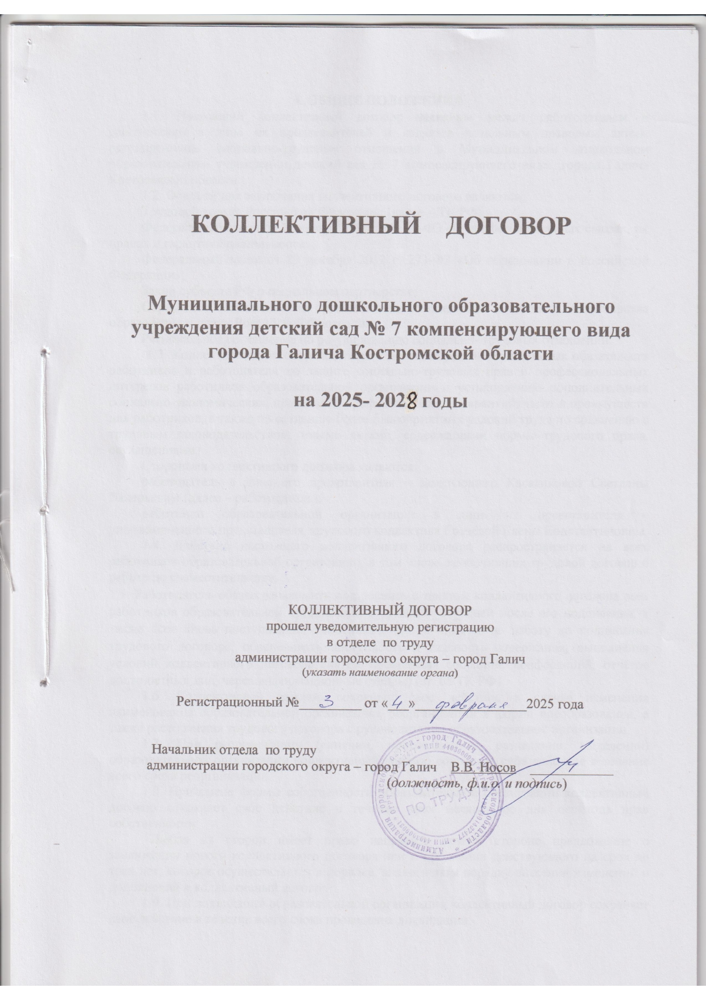 КОЛЛЕКТИВНЫЙ ДОГОВОР
Муниципального дошкольного образовательного
учреждения детский сад № 7 компенсирующего вида
города Галича Костромской области
на 2025- 2028 годы
КОЛЛЕКТИВНЫЙ ДОГОВОР
прошел уведомительную регистрацию
в отделе по труду
администрации городского округа – город Галич
(указать наименование органа)
Регистрационный № 3 от «4» февраля 2025 года
Начальник отдела по труду
администрации городского округа – город Галич В.В. Носов
(должность, ф.и.о. и подпись)
ОТДЕЛ
ПО ТРУДУ
Администрация городского округа - город Галич Костромской области *